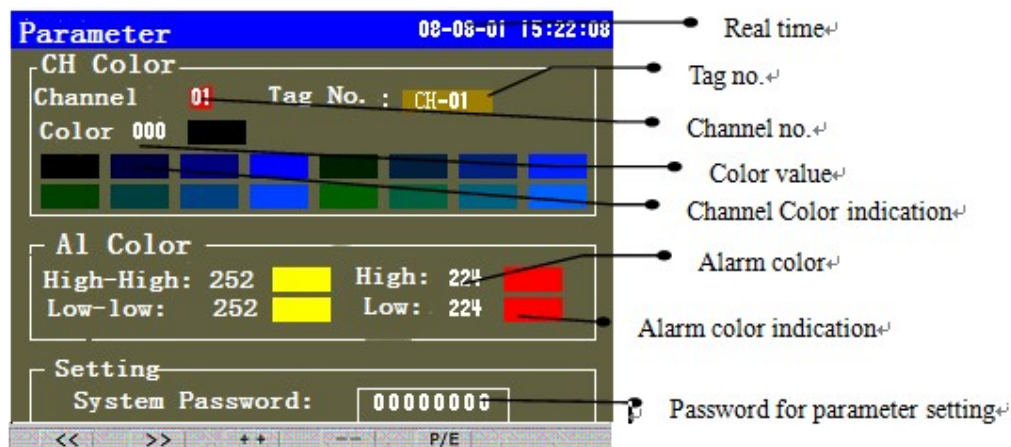 Parameter 08-08-01 15:22:08
Real time
CH Color
Tag no.
Channel 01 Tag No. : CH-01
Channel no.
Color 000
Color value
Channel Color indication
Al Color
Alarm color
High-High: 252 High: 224
Low-low: 252 Low: 224
Alarm color indication
Setting
System Password: 00000000
Password for parameter setting
<< >> ++ -- P/E